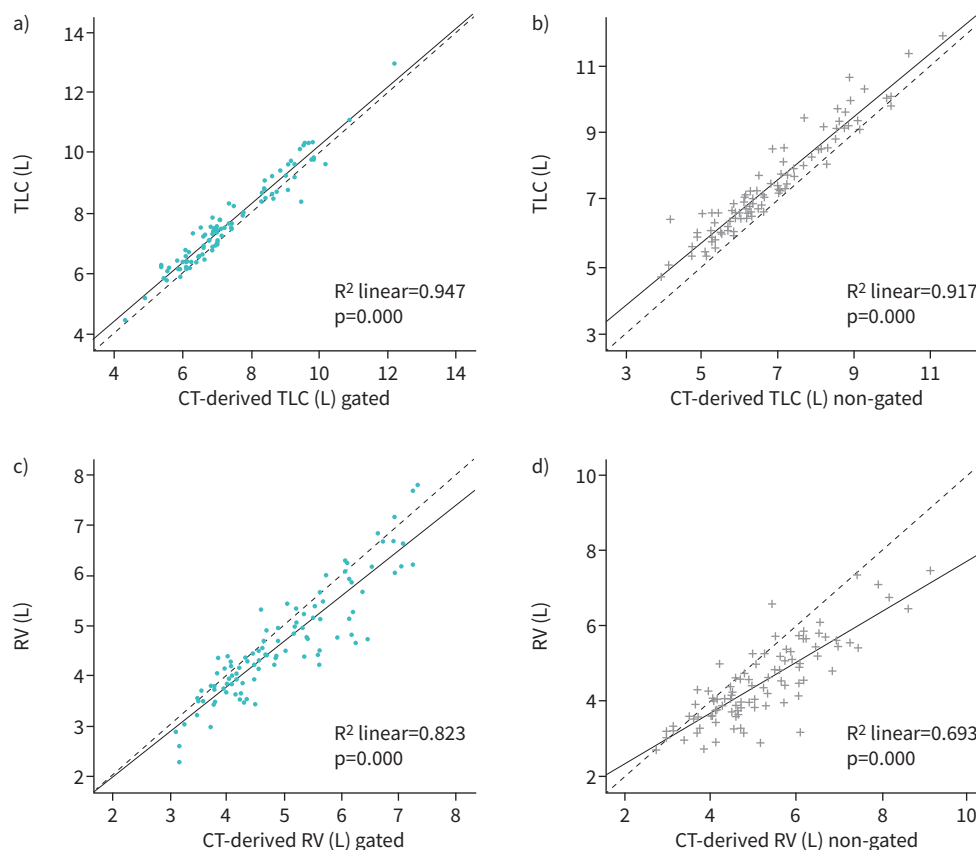 a)
14
12
10
8
6
4
TLC (L)
R² linear=0.947
p=0.000
4 6 8 10 12 14
CT-derived TLC (L) gated
b)
11
9
7
5
3
TLC (L)
R² linear=0.917
p=0.000
3 5 7 9 11
CT-derived TLC (L) non-gated
c)
8
7
6
5
4
3
2
RV (L)
R² linear=0.823
p=0.000
2 3 4 5 6 7 8
CT-derived RV (L) gated
d)
10
8
6
4
2
RV (L)
R² linear=0.693
p=0.000
2 4 6 8 10
CT-derived RV (L) non-gated